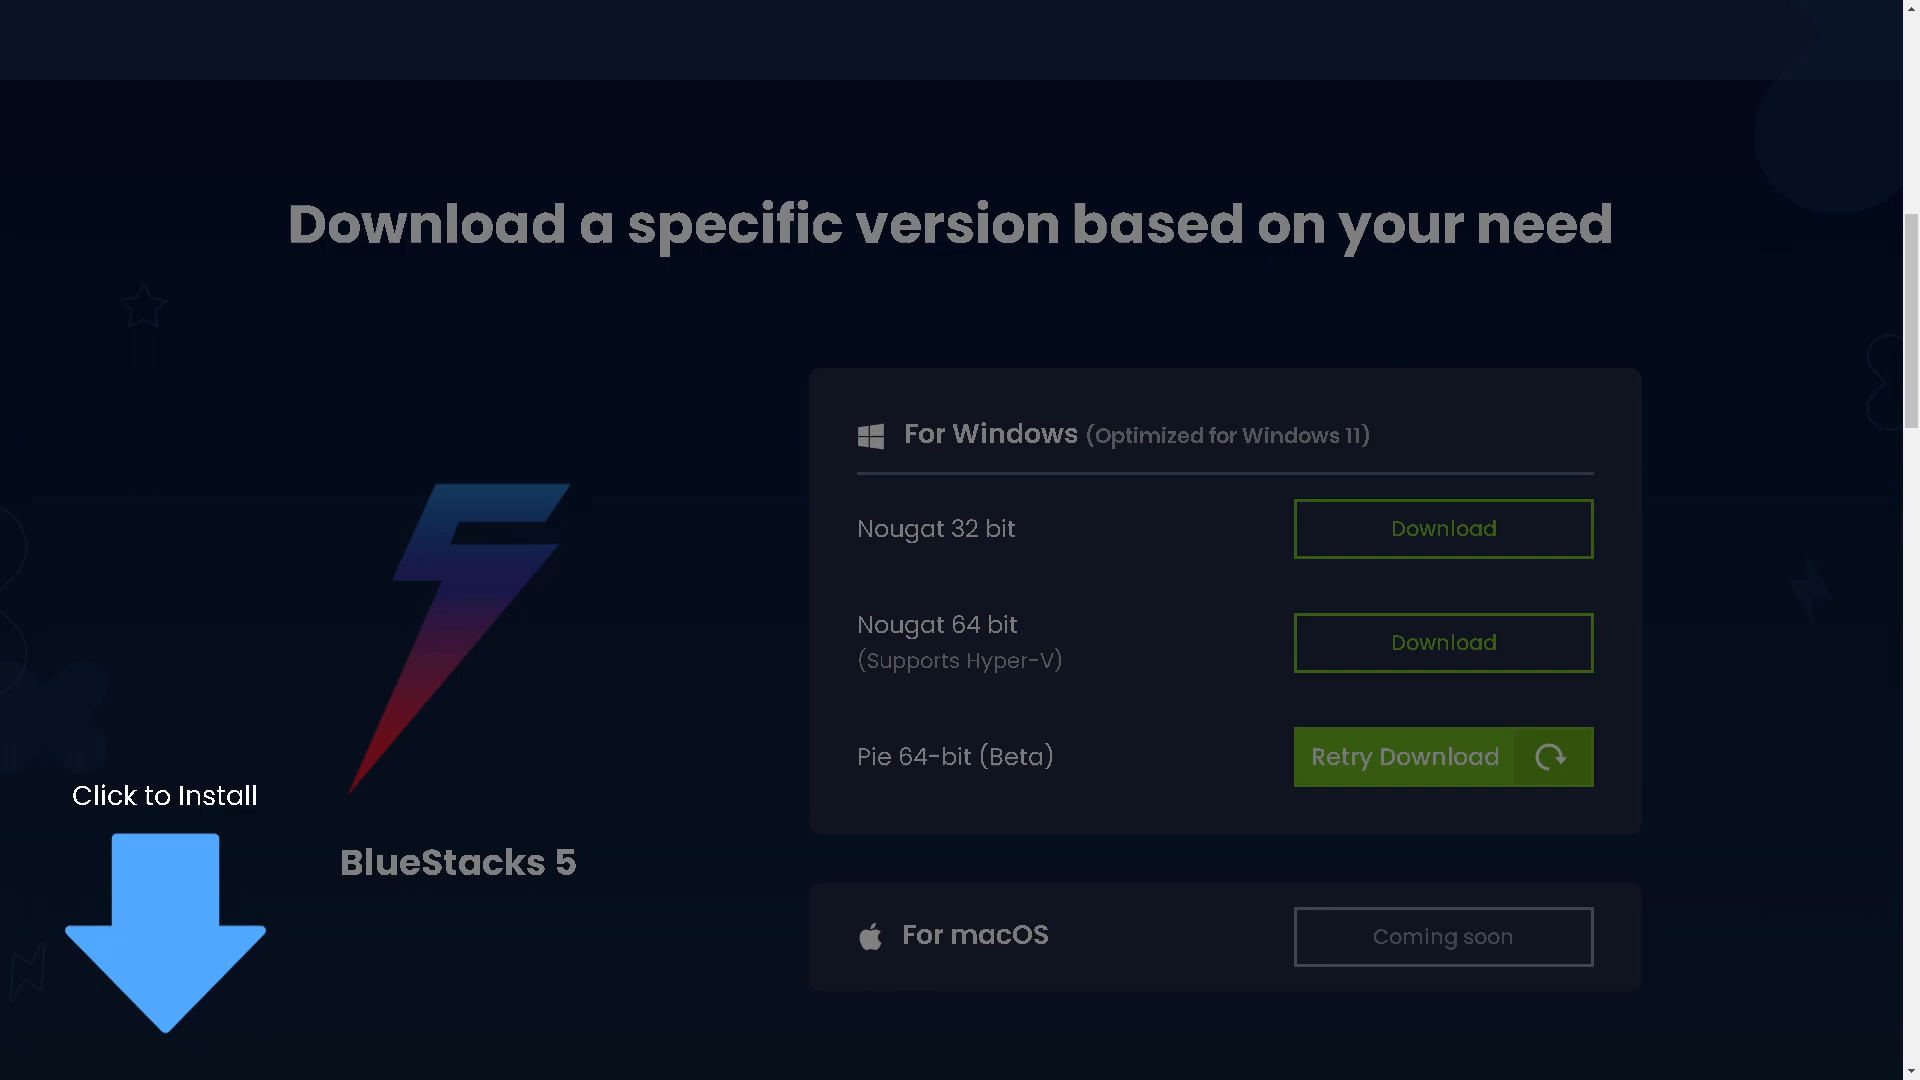 Download a specific version based on your need
For Windows (Optimized for Windows 11)
Nougat 32 bit
Download
Nougat 64 bit
(Supports Hyper-V)
Download
Pie 64-bit (Beta)
Retry Download
Click to Install
BlueStacks 5
For macOS
Coming soon